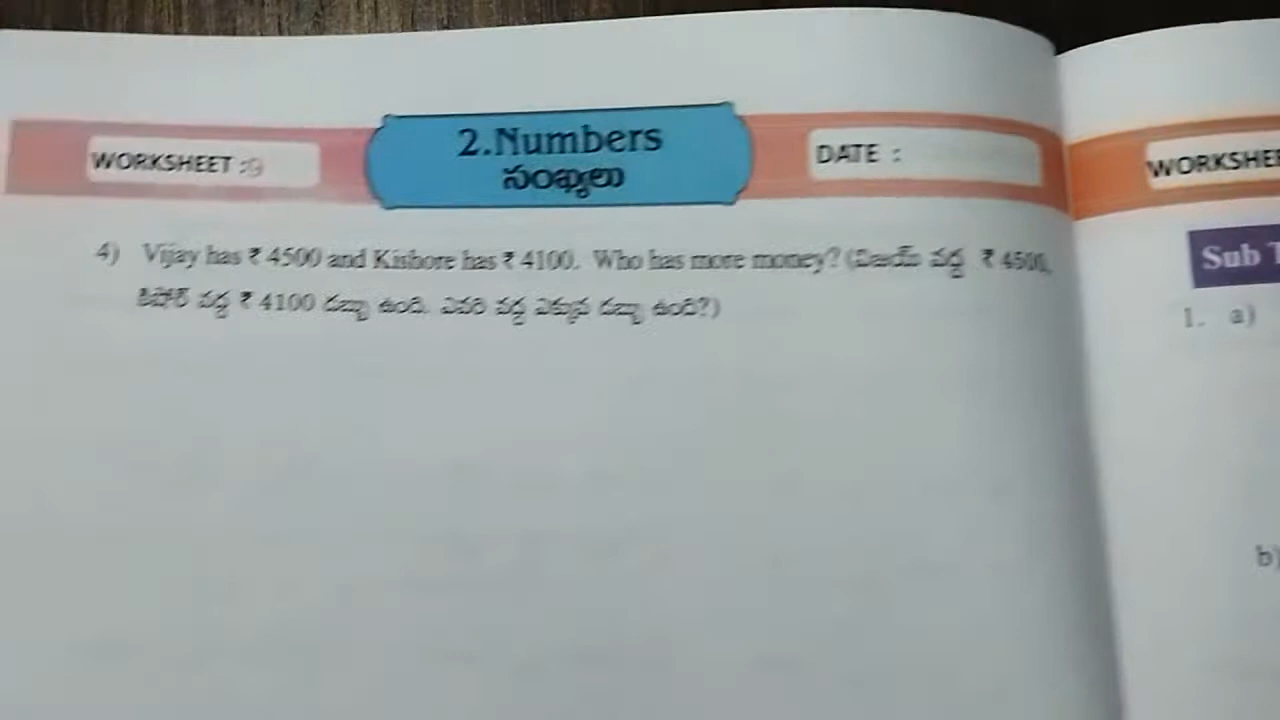 WORKSHEET :9
2.Numbers
సంఖ్యలు
DATE :
4) Vijay has ₹ 4500 and Kishore has ₹ 4100. Who has more money? (విజయ్ వద్ద ₹ 4500,
కిషోర్ వద్ద ₹ 4100 డబ్బు ఉంది. ఎవరి వద్ద ఎక్కువ డబ్బు ఉంది?)
WORKSHEE
Sub T
1. a)
b)